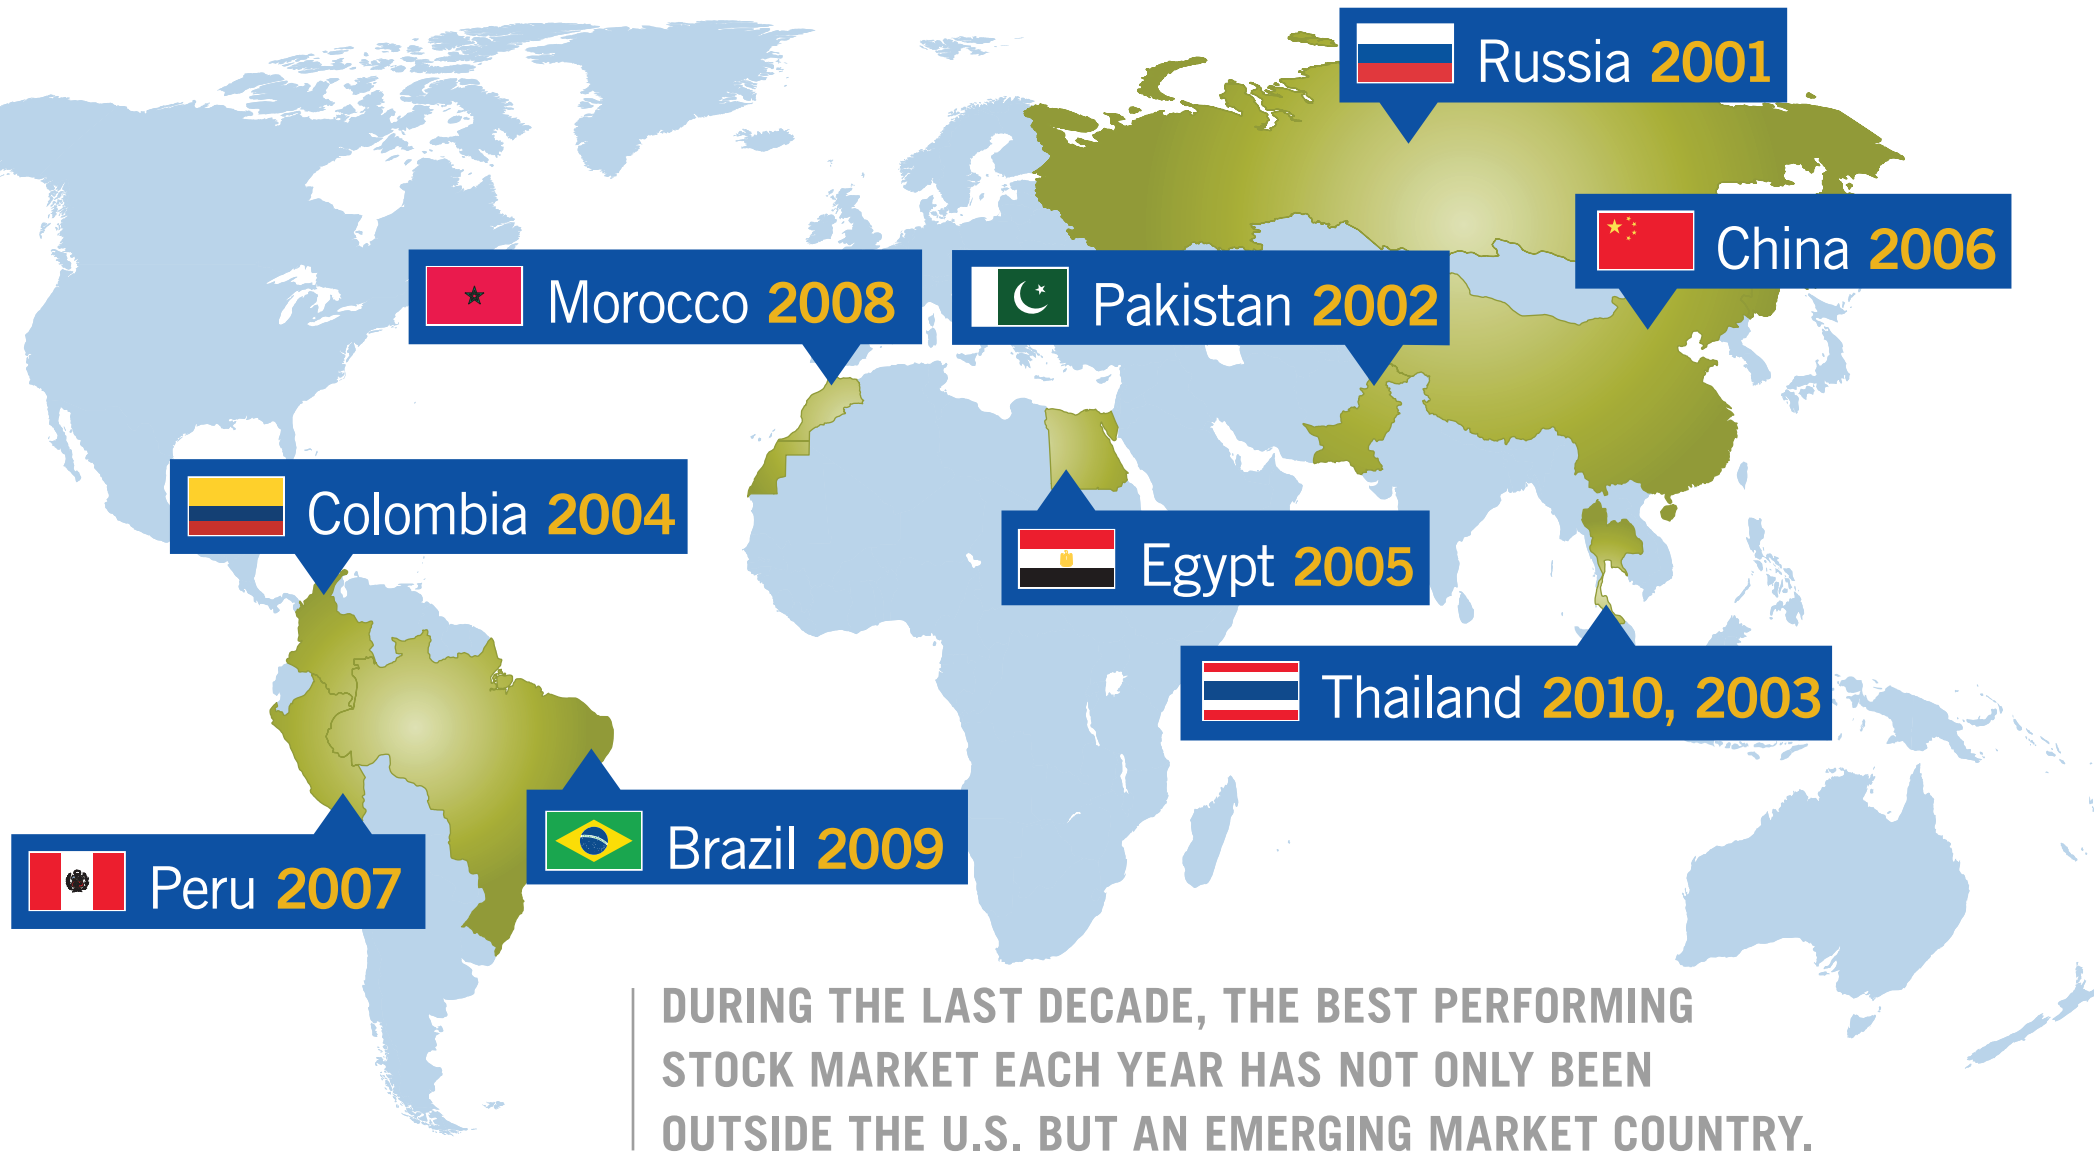 Russia 2001
China 2006
Morocco 2008
Pakistan 2002
Colombia 2004
Egypt 2005
Thailand 2010, 2003
Brazil 2009
Peru 2007
DURING THE LAST DECADE, THE BEST PERFORMING
STOCK MARKET EACH YEAR HAS NOT ONLY BEEN
OUTSIDE THE U.S. BUT AN EMERGING MARKET COUNTRY.